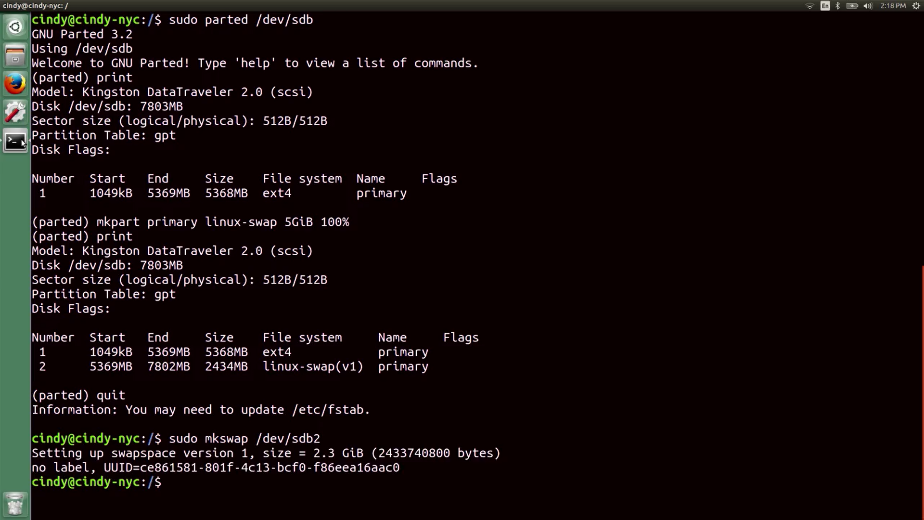 cindy@cindy-nyc: /
En
2:18 PM
cindy@cindy-nyc:/$ sudo parted /dev/sdb
GNU Parted 3.2
Using /dev/sdb
Welcome to GNU Parted! Type 'help' to view a list of commands.
(parted) print
Model: Kingston DataTraveler 2.0 (scsi)
Disk /dev/sdb: 7803MB
Sector size (logical/physical): 512B/512B
Partition Table: gpt
Disk Flags:
Number  Start   End     Size    File system     Name     Flags
 1      1049kB  5369MB  5368MB  ext4            primary
(parted) mkpart primary linux-swap 5GiB 100%
(parted) print
Model: Kingston DataTraveler 2.0 (scsi)
Disk /dev/sdb: 7803MB
Sector size (logical/physical): 512B/512B
Partition Table: gpt
Disk Flags:
Number  Start   End     Size    File system     Name     Flags
 1      1049kB  5369MB  5368MB  ext4            primary
 2      5369MB  7802MB  2434MB  linux-swap(v1)  primary
(parted) quit
Information: You may need to update /etc/fstab.
cindy@cindy-nyc:/$ sudo mkswap /dev/sdb2
Setting up swapspace version 1, size = 2.3 GiB (2433740800 bytes)
no label, UUID=ce861581-801f-4c13-bcf0-f86eea16aac0
cindy@cindy-nyc:/$